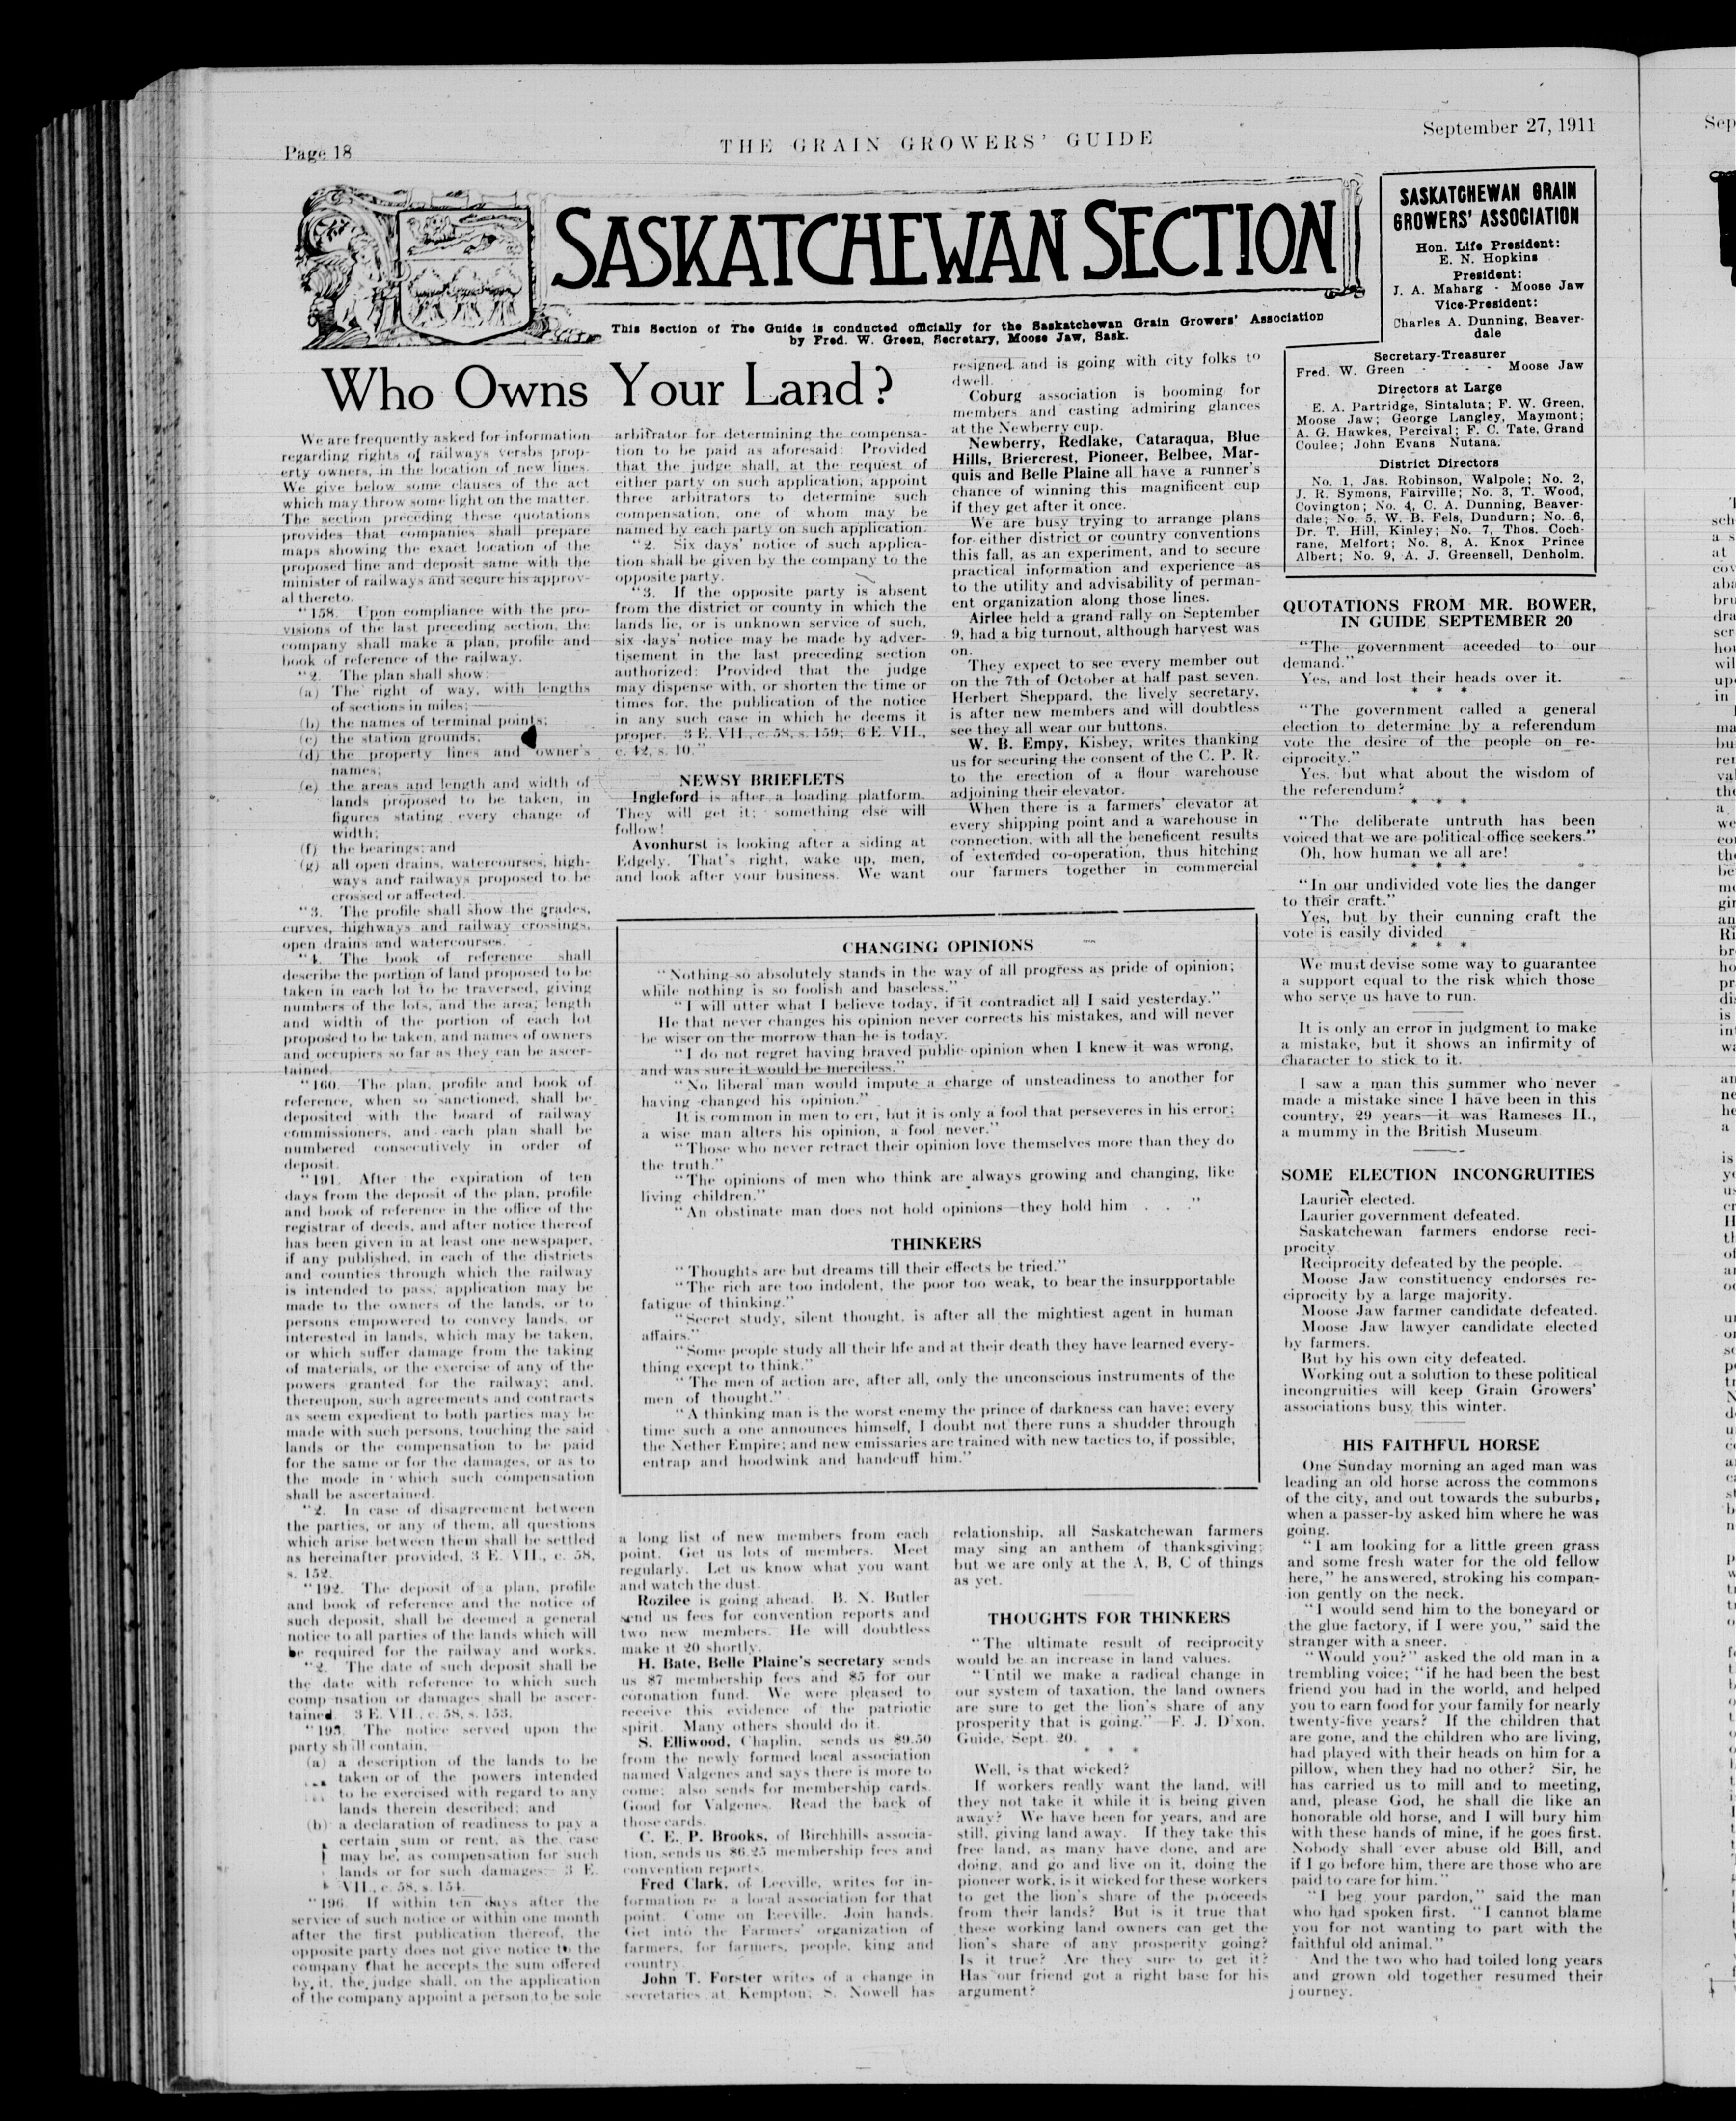 Page 18
THE GRAIN GROWERS' GUIDE
September 27, 1911
SASKATCHEWAN SECTION
This Section of The Guide is conducted officially for the Saskatchewan Grain Growers' Association
by Fred. W. Green, Secretary, Moose Jaw, Sask.
SASKATCHEWAN GRAIN
GROWERS' ASSOCIATION
Hon. Life President:
E. N. Hopkins
President:
J. A. Maharg - Moose Jaw
Vice-President:
Charles A. Dunning, Beaver-
dale
Secretary-Treasurer
Fred. W. Green - - - Moose Jaw
Directors at Large
E. A. Partridge, Sintaluta; F. W. Green,
Moose Jaw; George Langley, Maymont;
A. G. Hawkes, Percival; F. C. Tate, Grand
Coulee; John Evans Nutana.
District Directors
No. 1, Jas. Robinson, Walpole; No. 2,
J. R. Symons, Fairville; No. 3, T. Wood,
Covington; No. 4, C. A. Dunning, Beaver-
dale; No. 5, W. B. Fels, Dundurn; No. 6,
Dr. T. Hill, Kinley; No. 7, Thos. Coch-
rane, Melfort; No. 8, A. Knox Prince
Albert; No. 9, A. J. Greensell, Denholm.
Who Owns Your Land?
We are frequently asked for information
regarding rights of railways versbs prop-
erty owners, in the location of new lines.
We give below some clauses of the act
which may throw some light on the matter.
The section preceding these quotations
provides that companies shall prepare
maps showing the exact location of the
proposed line and deposit same with the
minister of railways and secure his approv-
al thereto.
"158. Upon compliance with the pro-
visions of the last preceding section, the
company shall make a plan, profile and
book of reference of the railway.
"2. The plan shall show:
(a) The right of way, with lengths
of sections in miles;
(b) the names of terminal points;
(c) the station grounds;
(d) the property lines and owner's
names;
(e) the areas and length and width of
lands proposed to be taken, in
figures stating every change of
width;
(f) the bearings; and
(g) all open drains, watercourses, high-
ways and railways proposed to be
crossed or affected.
"3. The profile shall show the grades,
curves, highways and railway crossings,
open drains and watercourses.
"4. The book of reference shall
describe the portion of land proposed to be
taken in each lot to be traversed, giving
numbers of the lots, and the area; length
and width of the portion of each lot
proposed to be taken, and names of owners
and occupiers so far as they can be ascer-
tained.
"160. The plan, profile and book of
reference, when so sanctioned, shall be
deposited with the board of railway
commissioners, and each plan shall be
numbered consecutively in order of
deposit.
"191. After the expiration of ten
days from the deposit of the plan, profile
and book of reference in the office of the
registrar of deeds, and after notice thereof
has been given in at least one newspaper,
if any published, in each of the districts
and counties through which the railway
is intended to pass, application may be
made to the owners of the lands, or to
persons empowered to convey lands, or
interested in lands, which may be taken,
or which suffer damage from the taking
of materials, or the exercise of any of the
powers granted for the railway; and,
thereupon, such agreements and contracts
as seem expedient to both parties may be
made with such persons, touching the said
lands or the compensation to be paid
for the same or for the damages, or as to
the mode in which such compensation
shall be ascertained.
"2. In case of disagreement between
the parties, or any of them, all questions
which arise between them shall be settled
as hereinafter provided, 3 E. VII., c. 58,
s. 152.
"192. The deposit of a plan, profile
and book of reference and the notice of
such deposit, shall be deemed a general
notice to all parties of the lands which will
be required for the railway and works.
"2. The date of such deposit shall be
the date with reference to which such
comp nsation or damages shall be ascer-
tained. 3 E. VII., c. 58, s. 153.
"193. The notice served upon the
party shall contain,
(a) a description of the lands to be
taken or of the powers intended
to be exercised with regard to any
lands therein described; and
(b) a declaration of readiness to pay a
certain sum or rent, as the case
may be, as compensation for such
lands or for such damages. 3 E.
VII., c. 58, s. 154.
"196. If within ten days after the
service of such notice or within one month
after the first publication thereof, the
opposite party does not give notice to the
company that he accepts the sum offered
by it, the judge shall, on the application
of the company appoint a person to be sole
arbitrator for determining the compensa-
tion to be paid as aforesaid: Provided
that the judge shall, at the request of
either party on such application, appoint
three arbitrators to determine such
compensation, one of whom may be
named by each party on such application.
"2. Six days' notice of such applica-
tion shall be given by the company to the
opposite party.
"3. If the opposite party is absent
from the district or county in which the
lands lie, or is unknown service of such,
six days' notice may be made by adver-
tisement in the last preceding section
authorized: Provided that the judge
may dispense with, or shorten the time or
times for, the publication of the notice
in any such case in which he deems it
proper. 3 E. VII., c. 58, s. 159; 6 E. VII.,
c. 42, s. 10."
NEWSY BRIEFLETS
Ingleford is after a loading platform.
They will get it; something else will
follow!
Avonhurst is looking after a siding at
Edgely. That's right, wake up, men,
and look after your business. We want
a long list of new members from each
point. Get us lots of members. Meet
regularly. Let us know what you want
and watch the dust.
Rozilee is going ahead. B. N. Butler
send us fees for convention reports and
two new members. He will doubtless
make it 20 shortly.
H. Bate, Belle Plaine's secretary sends
us $7 membership fees and $5 for our
coronation fund. We were pleased to
receive this evidence of the patriotic
spirit. Many others should do it.
S. Elliwood, Chaplin, sends us $9.50
from the newly formed local association
named Valgenes and says there is more to
come; also sends for membership cards.
Good for Valgenes. Read the back of
those cards.
C. E. P. Brooks, of Birchhills associa-
tion, sends us $6.25 membership fees and
convention reports.
Fred Clark, of Leeville, writes for in-
formation re a local association for that
point. Come on Leeville. Join hands.
Get into the Farmers' organization of
farmers, for farmers, people, king and
country.
John T. Forster writes of a change in
secretaries at Kempton; S. Nowell has
resigned and is going with city folks to
dwell.
Coburg association is booming for
members and casting admiring glances
at the Newberry cup.
Newberry, Redlake, Cataraqua, Blue
Hills, Briercrest, Pioneer, Belbee, Mar-
quis and Belle Plaine all have a runner's
chance of winning this magnificent cup
if they get after it once.
We are busy trying to arrange plans
for either district or country conventions
this fall, as an experiment, and to secure
practical information and experience as
to the utility and advisability of perman-
ent organization along those lines.
Airlee held a grand rally on September
9, had a big turnout, although harvest was
on.
They expect to see every member out
on the 7th of October at half past seven.
Herbert Sheppard, the lively secretary,
is after new members and will doubtless
see they all wear our buttons.
W. B. Empy, Kisbey, writes thanking
us for securing the consent of the C. P. R.
to the erection of a flour warehouse
adjoining their elevator.
When there is a farmers' elevator at
every shipping point and a warehouse in
connection, with all the beneficent results
of extended co-operation, thus hitching
our farmers together in commercial
relationship, all Saskatchewan farmers
may sing an anthem of thanksgiving;
but we are only at the A, B, C of things
as yet.
CHANGING OPINIONS
"Nothing so absolutely stands in the way of all progress as pride of opinion;
while nothing is so foolish and baseless."
"I will utter what I believe today, if it contradict all I said yesterday."
He that never changes his opinion never corrects his mistakes, and will never
be wiser on the morrow than he is today.
"I do not regret having braved public opinion when I knew it was wrong,
and was sure it would be merciless."
"No liberal man would impute a charge of unsteadiness to another for
having changed his opinion."
It is common in men to err, but it is only a fool that perseveres in his error;
a wise man alters his opinion, a fool never."
"Those who never retract their opinion love themselves more than they do
the truth."
"The opinions of men who think are always growing and changing, like
living children."
"An obstinate man does not hold opinions—they hold him . . ."
THINKERS
"Thoughts are but dreams till their effects be tried."
"The rich are too indolent, the poor too weak, to bear the insurpportable
fatigue of thinking."
"Secret study, silent thought, is after all the mightiest agent in human
affairs."
"Some people study all their life and at their death they have learned every-
thing except to think."
"The men of action are, after all, only the unconscious instruments of the
men of thought."
"A thinking man is the worst enemy the prince of darkness can have; every
time such a one announces himself, I doubt not there runs a shudder through
the Nether Empire; and new emissaries are trained with new tactics to, if possible,
entrap and hoodwink and handcuff him."
THOUGHTS FOR THINKERS
"The ultimate result of reciprocity
would be an increase in land values.
"Until we make a radical change in
our system of taxation, the land owners
are sure to get the lion's share of any
prosperity that is going."—F. J. D'xon,
Guide, Sept. 20.
* * *
Well, is that wicked?
If workers really want the land, will
they not take it while it is being given
away? We have been for years, and are
still, giving land away. If they take this
free land, as many have done, and are
doing, and go and live on it, doing the
pioneer work, is it wicked for these workers
to get the lion's share of the proceeds
from their lands? But is it true that
these working land owners can get the
lion's share of any prosperity going?
Is it true? Are they sure to get it?
Has our friend got a right base for his
argument?
QUOTATIONS FROM MR. BOWER,
IN GUIDE SEPTEMBER 20
"The government acceded to our
demand."
Yes, and lost their heads over it.
* * *
"The government called a general
election to determine by a referendum
vote the desire of the people on re-
ciprocity."
Yes, but what about the wisdom of
the referendum?
* * *
"The deliberate untruth has been
voiced that we are political office seekers."
Oh, how human we all are!
* * *
"In our undivided vote lies the danger
to their craft."
Yes, but by their cunning craft the
vote is easily divided
* * *
We must devise some way to guarantee
a support equal to the risk which those
who serve us have to run.
It is only an error in judgment to make
a mistake, but it shows an infirmity of
character to stick to it.
I saw a man this summer who never
made a mistake since I have been in this
country, 29 years—it was Rameses II.,
a mummy in the British Museum.
SOME ELECTION INCONGRUITIES
Laurier elected.
Laurier government defeated.
Saskatchewan farmers endorse reci-
procity.
Reciprocity defeated by the people.
Moose Jaw constituency endorses re-
ciprocity by a large majority.
Moose Jaw farmer candidate defeated.
Moose Jaw lawyer candidate elected
by farmers.
But by his own city defeated.
Working out a solution to these political
incongruities will keep Grain Growers'
associations busy this winter.
HIS FAITHFUL HORSE
One Sunday morning an aged man was
leading an old horse across the commons
of the city, and out towards the suburbs,
when a passer-by asked him where he was
going.
"I am looking for a little green grass
and some fresh water for the old fellow
here," he answered, stroking his compan-
ion gently on the neck.
"I would send him to the boneyard or
the glue factory, if I were you," said the
stranger with a sneer.
"Would you?" asked the old man in a
trembling voice; "if he had been the best
friend you had in the world, and helped
you to earn food for your family for nearly
twenty-five years? If the children that
are gone, and the children who are living,
had played with their heads on him for a
pillow, when they had no other? Sir, he
has carried us to mill and to meeting,
and, please God, he shall die like an
honorable old horse, and I will bury him
with these hands of mine, if he goes first.
Nobody shall ever abuse old Bill, and
if I go before him, there are those who are
paid to care for him."
"I beg your pardon," said the man
who had spoken first. "I cannot blame
you for not wanting to part with the
faithful old animal."
And the two who had toiled long years
and grown old together resumed their
journey.